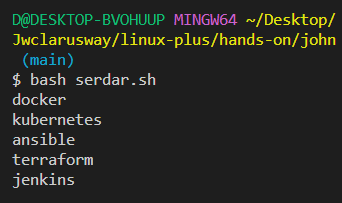 D@DESKTOP-BVOHUUP MINGW64 ~/Desktop/
Jwclarusway/linux-plus/hands-on/john
(main)
$ bash serdar.sh
docker
kubernetes
ansible
terraform
jenkins